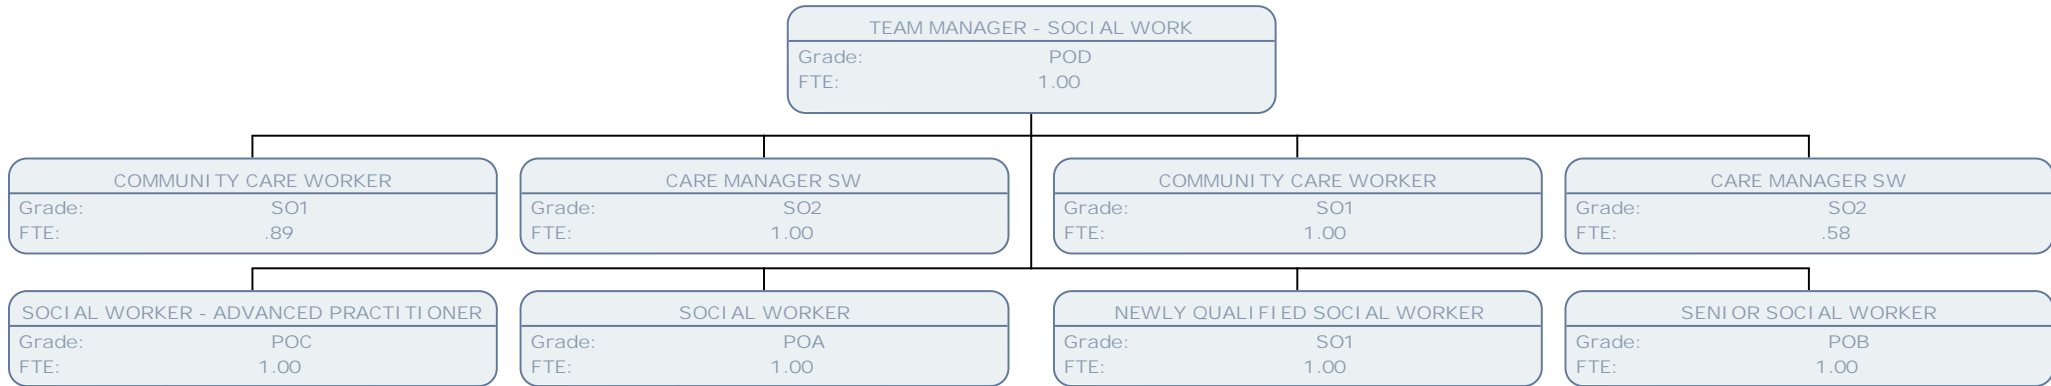 TEAM MANAGER - SOCIAL WORK
Grade: POD
FTE: 1.00
COMMUNITY CARE WORKER
Grade: SO1
FTE: .89
CARE MANAGER SW
Grade: SO2
FTE: 1.00
COMMUNITY CARE WORKER
Grade: SO1
FTE: 1.00
CARE MANAGER SW
Grade: SO2
FTE: .58
SOCIAL WORKER - ADVANCED PRACTITIONER
Grade: POC
FTE: 1.00
SOCIAL WORKER
Grade: POA
FTE: 1.00
NEWLY QUALIFIED SOCIAL WORKER
Grade: SO1
FTE: 1.00
SENIOR SOCIAL WORKER
Grade: POB
FTE: 1.00